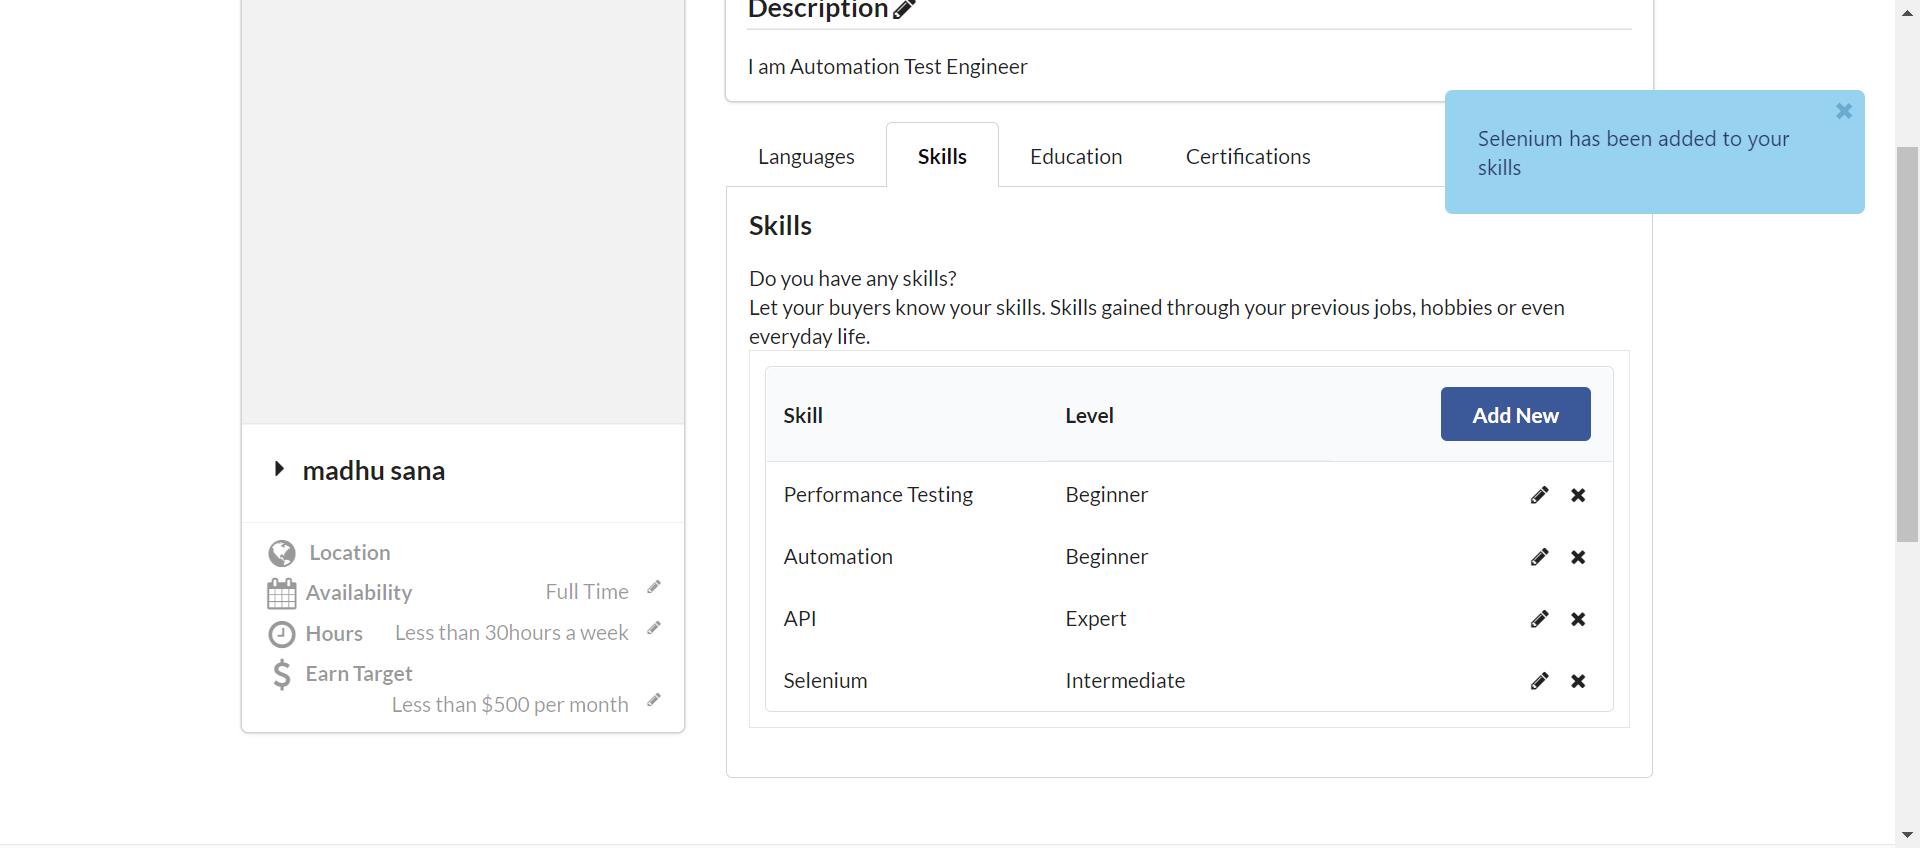 Description
I am Automation Test Engineer
Selenium has been added to your
skills
Languages Skills Education Certifications
Skills
Do you have any skills?
Let your buyers know your skills. Skills gained through your previous jobs, hobbies or even
everyday life.
Skill Level Add New
Performance Testing Beginner
Automation Beginner
API Expert
Selenium Intermediate
madhu sana
Location
Availability Full Time
Hours Less than 30hours a week
Earn Target
Less than $500 per month